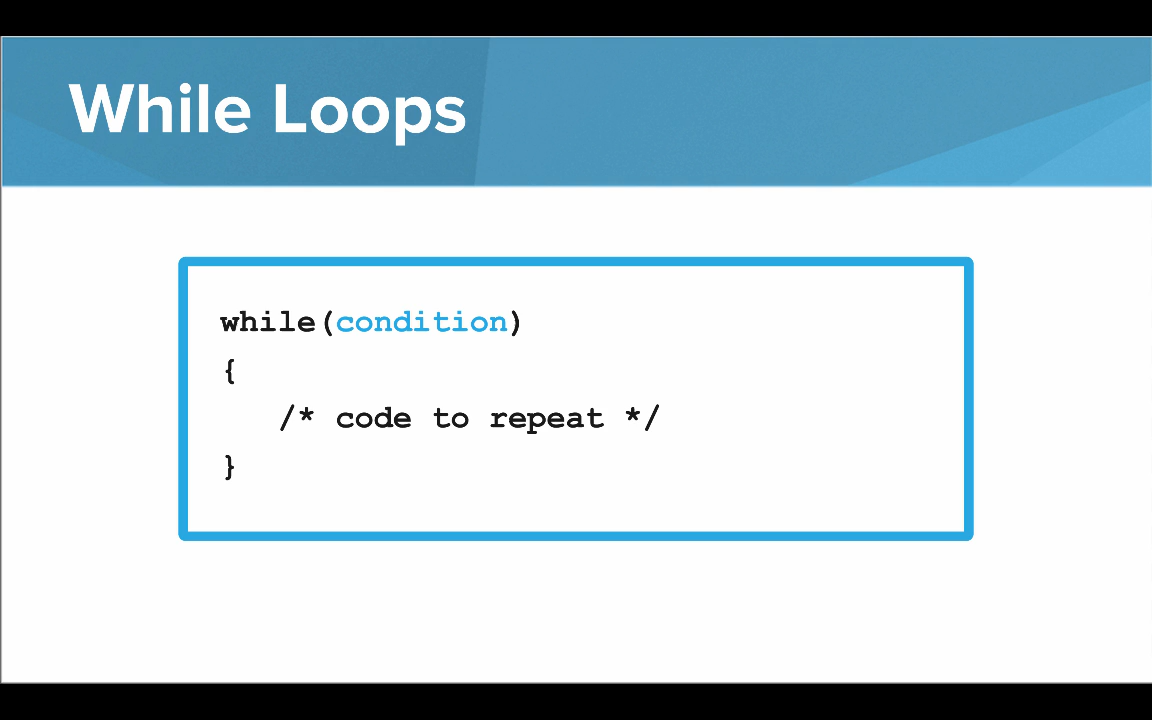 While Loops
while(condition)
{
/* code to repeat */
}